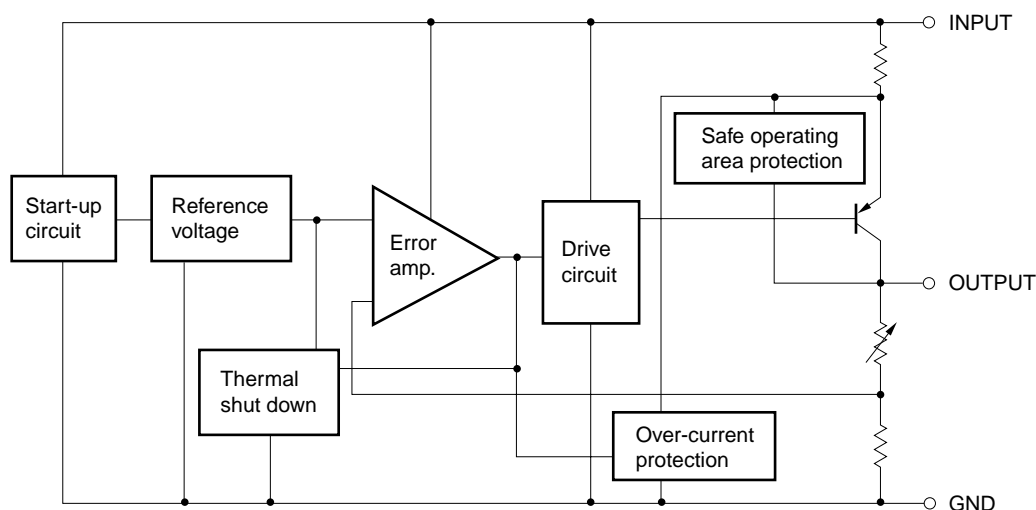 INPUT
Safe operating
area protection
Start-up
circuit
Reference
voltage
Error
amp.
Drive
circuit
OUTPUT
Thermal
shut down
Over-current
protection
GND